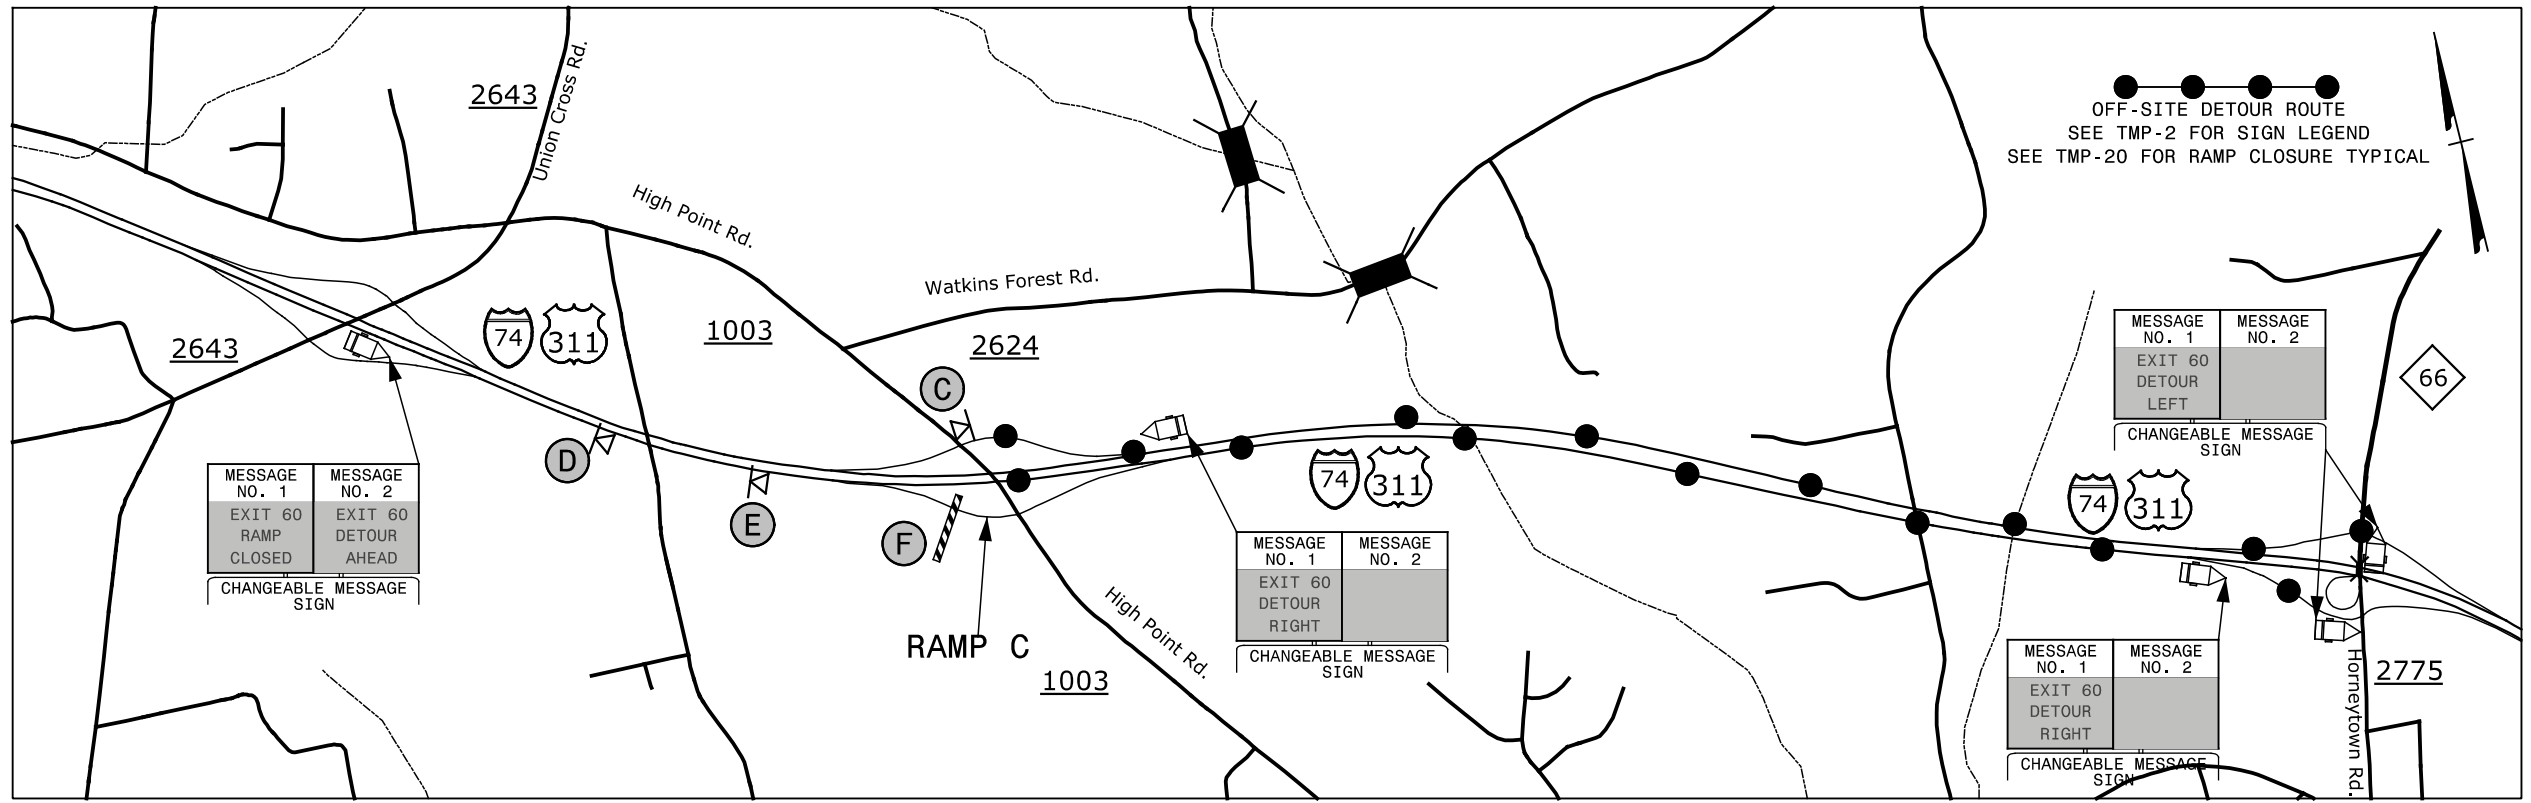 2643
Union Cross Rd.
High Point Rd.
OFF-SITE DETOUR ROUTE
SEE TMP-2 FOR SIGN LEGEND
SEE TMP-20 FOR RAMP CLOSURE TYPICAL
Watkins Forest Rd.
2643
74
311
1003
2624
C
D
E
F
MESSAGE NO. 1
MESSAGE NO. 2
EXIT 60
RAMP
CLOSED
EXIT 60
DETOUR
AHEAD
CHANGEABLE MESSAGE
SIGN
RAMP C
High Point Rd.
1003
74
311
MESSAGE NO. 1
MESSAGE NO. 2
EXIT 60
DETOUR
RIGHT
CHANGEABLE MESSAGE
SIGN
MESSAGE NO. 1
MESSAGE NO. 2
EXIT 60
DETOUR
LEFT
CHANGEABLE MESSAGE
SIGN
66
74
311
MESSAGE NO. 1
MESSAGE NO. 2
EXIT 60
DETOUR
RIGHT
CHANGEABLE MESSAGE
SIGN
Horneytown Rd.
2775